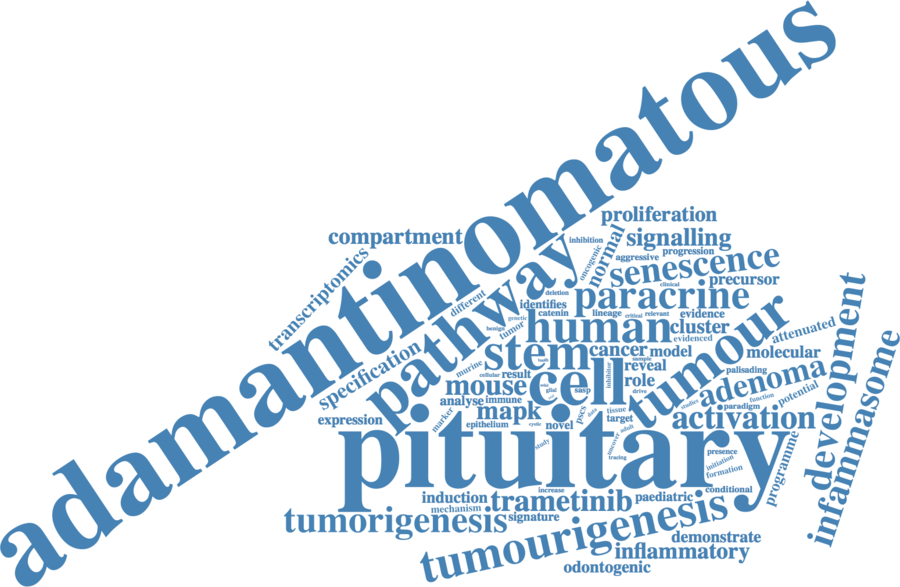 adamantinomatous
proliferation
compartment
signalling
inhibition
normal
oncogenic
progression
aggressive
transcriptomics
pathway
senescence
clinical
precursor
deletion
different
paracrine
identifies
catenin
lineage
critical
relevant
evidence
genetic
benign
tumor
human
cluster
evidenced
tumour
attenuated
development
infammasome
specification
stem
cancer
model
molecular
murine
sample
reveal
cellular
result
cell
inhibitor
role
palisading
mouse
glial
sasp
drive
adenoma
potential
analyse
immune
function
studies
paradigm
mapk
pscs
data
tissue
target
activation
expression
marker
epithelium
cystic
novel
adult
pituitary
study
uncover
tracing
presence
initiation
formation
programme
increase
conditional
induction
mechanism
trametinib
paediatric
tumorigenesis
signature
tumourigenesis
demonstrate
inflammatory
odontogenic